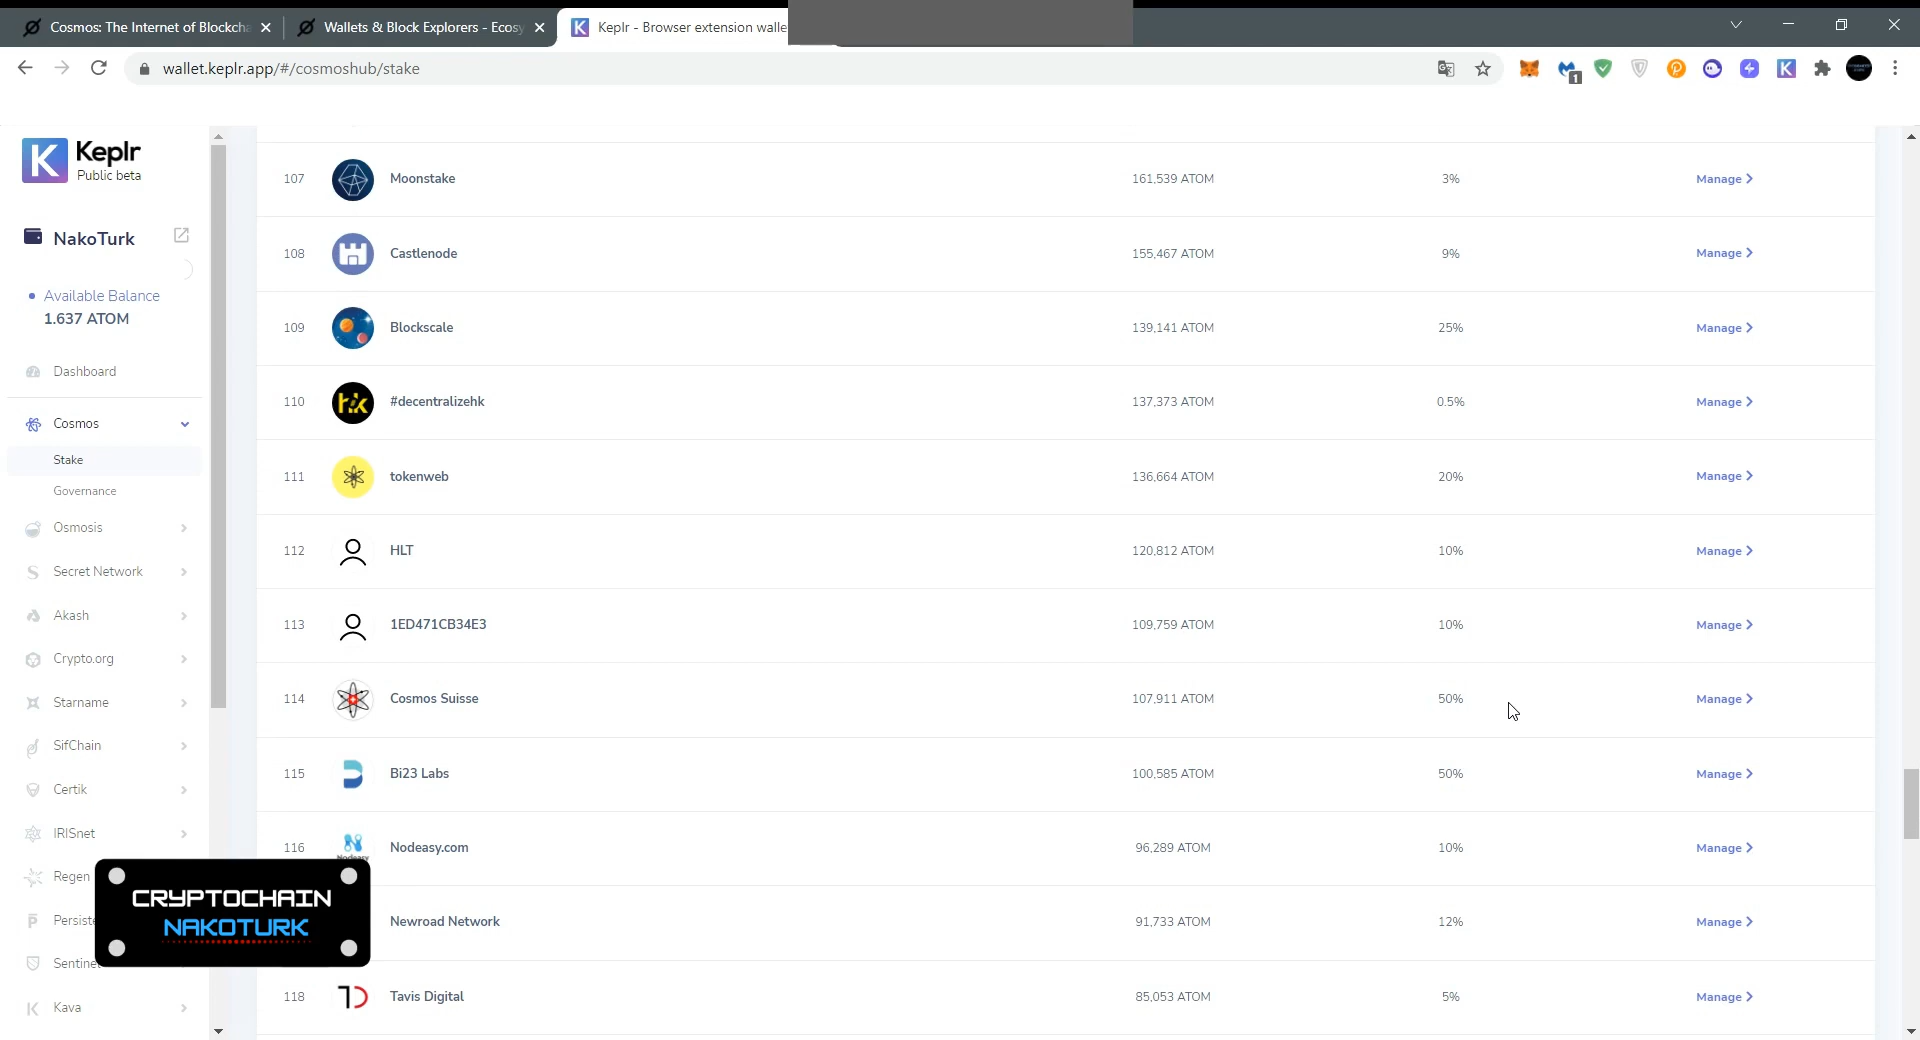 Cosmos: The Internet of Blockcha
Wallets & Block Explorers - Ecosy
Keplr - Browser extension walle
wallet.keplr.app/#/cosmoshub/stake
1
Keplr
Public beta
NakoTurk
Available Balance
1.637 ATOM
Dashboard
Cosmos
Stake
Governance
Osmosis
Secret Network
Akash
Crypto.org
Starname
SifChain
Certik
IRISnet
Regen
Persiste
Sentinel
Kava
107 Moonstake 161,539 ATOM 3% Manage
108 Castlenode 155,467 ATOM 9% Manage
109 Blockscale 139,141 ATOM 25% Manage
110 #decentralizehk 137,373 ATOM 0.5% Manage
111 tokenweb 136,664 ATOM 20% Manage
112 HLT 120,812 ATOM 10% Manage
113 1ED471CB34E3 109,759 ATOM 10% Manage
114 Cosmos Suisse 107,911 ATOM 50% Manage
115 Bi23 Labs 100,585 ATOM 50% Manage
116 Nodeasy.com 96,289 ATOM 10% Manage
Newroad Network 91,733 ATOM 12% Manage
118 Tavis Digital 85,053 ATOM 5% Manage
CRYPTOCHAIN
NAKOTURK